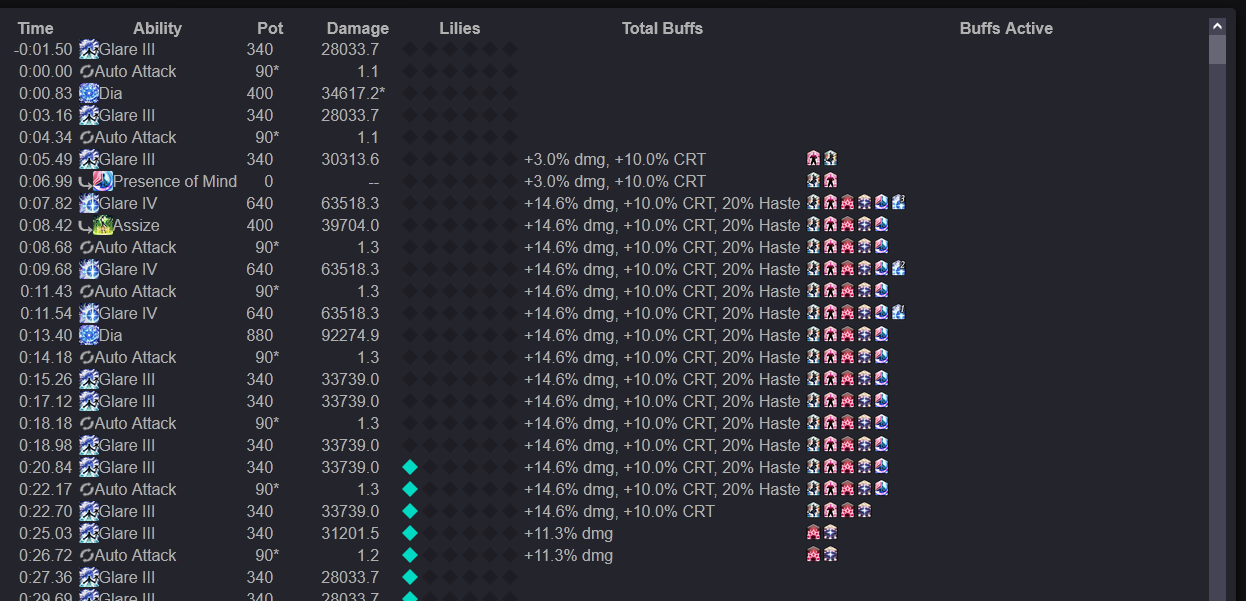 Time Ability Pot Damage Lilies Total Buffs Buffs Active
-0:01.50 Glare III 340 28033.7
0:00.00 Auto Attack 90* 1.1
0:00.83 Dia 400 34617.2*
0:03.16 Glare III 340 28033.7
0:04.34 Auto Attack 90* 1.1
0:05.49 Glare III 340 30313.6 +3.0% dmg, +10.0% CRT
0:06.99 Presence of Mind 0 -- +3.0% dmg, +10.0% CRT
0:07.82 Glare IV 640 63518.3 +14.6% dmg, +10.0% CRT, 20% Haste 3
0:08.42 Assize 400 39704.0 +14.6% dmg, +10.0% CRT, 20% Haste
0:08.68 Auto Attack 90* 1.3 +14.6% dmg, +10.0% CRT, 20% Haste
0:09.68 Glare IV 640 63518.3 +14.6% dmg, +10.0% CRT, 20% Haste 2
0:11.43 Auto Attack 90* 1.3 +14.6% dmg, +10.0% CRT, 20% Haste
0:11.54 Glare IV 640 63518.3 +14.6% dmg, +10.0% CRT, 20% Haste
0:13.40 Dia 880 92274.9 +14.6% dmg, +10.0% CRT, 20% Haste
0:14.18 Auto Attack 90* 1.3 +14.6% dmg, +10.0% CRT, 20% Haste
0:15.26 Glare III 340 33739.0 +14.6% dmg, +10.0% CRT, 20% Haste
0:17.12 Glare III 340 33739.0 +14.6% dmg, +10.0% CRT, 20% Haste
0:18.18 Auto Attack 90* 1.3 +14.6% dmg, +10.0% CRT, 20% Haste
0:18.98 Glare III 340 33739.0 +14.6% dmg, +10.0% CRT, 20% Haste
0:20.84 Glare III 340 33739.0 +14.6% dmg, +10.0% CRT, 20% Haste
0:22.17 Auto Attack 90* 1.3 +14.6% dmg, +10.0% CRT, 20% Haste
0:22.70 Glare III 340 33739.0 +14.6% dmg, +10.0% CRT
0:25.03 Glare III 340 31201.5 +11.3% dmg
0:26.72 Auto Attack 90* 1.2 +11.3% dmg
0:27.36 Glare III 340 28033.7
0:29.69 Glare III 340 28033.7